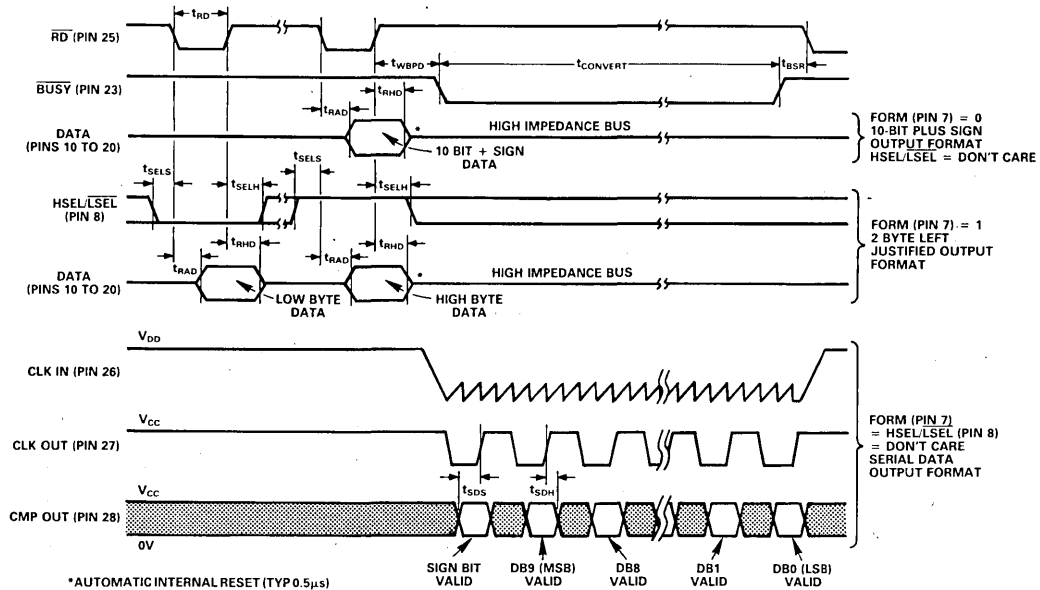 tRD
RD (PIN 25)
tWBPD
tCONVERT
tBSR
BUSY (PIN 23)
tRHD
tRAD
DATA
(PINS 10 TO 20)
*
HIGH IMPEDANCE BUS
10 BIT + SIGN
DATA
FORM (PIN 7) = 0
10-BIT PLUS SIGN
OUTPUT FORMAT
HSEL/LSEL = DON'T CARE
tSELS
tSELS
tSELH
tSELH
HSEL/LSEL
(PIN 8)
tRHD
tRHD
tRAD
tRAD
DATA
(PINS 10 TO 20)
*
HIGH IMPEDANCE BUS
LOW BYTE
DATA
HIGH BYTE
DATA
FORM (PIN 7) = 1
2 BYTE LEFT
JUSTIFIED OUTPUT
FORMAT
VDD
CLK IN (PIN 26)
VCC
CLK OUT (PIN 27)
tSDS
tSDH
VCC
CMP OUT (PIN 28)
0V
FORM (PIN 7)
= HSEL/LSEL (PIN 8)
= DON'T CARE
SERIAL DATA
OUTPUT FORMAT
SIGN BIT
VALID
DB9 (MSB)
VALID
DB8
VALID
DB1
VALID
DB0 (LSB)
VALID
*AUTOMATIC INTERNAL RESET (TYP 0.5µs)